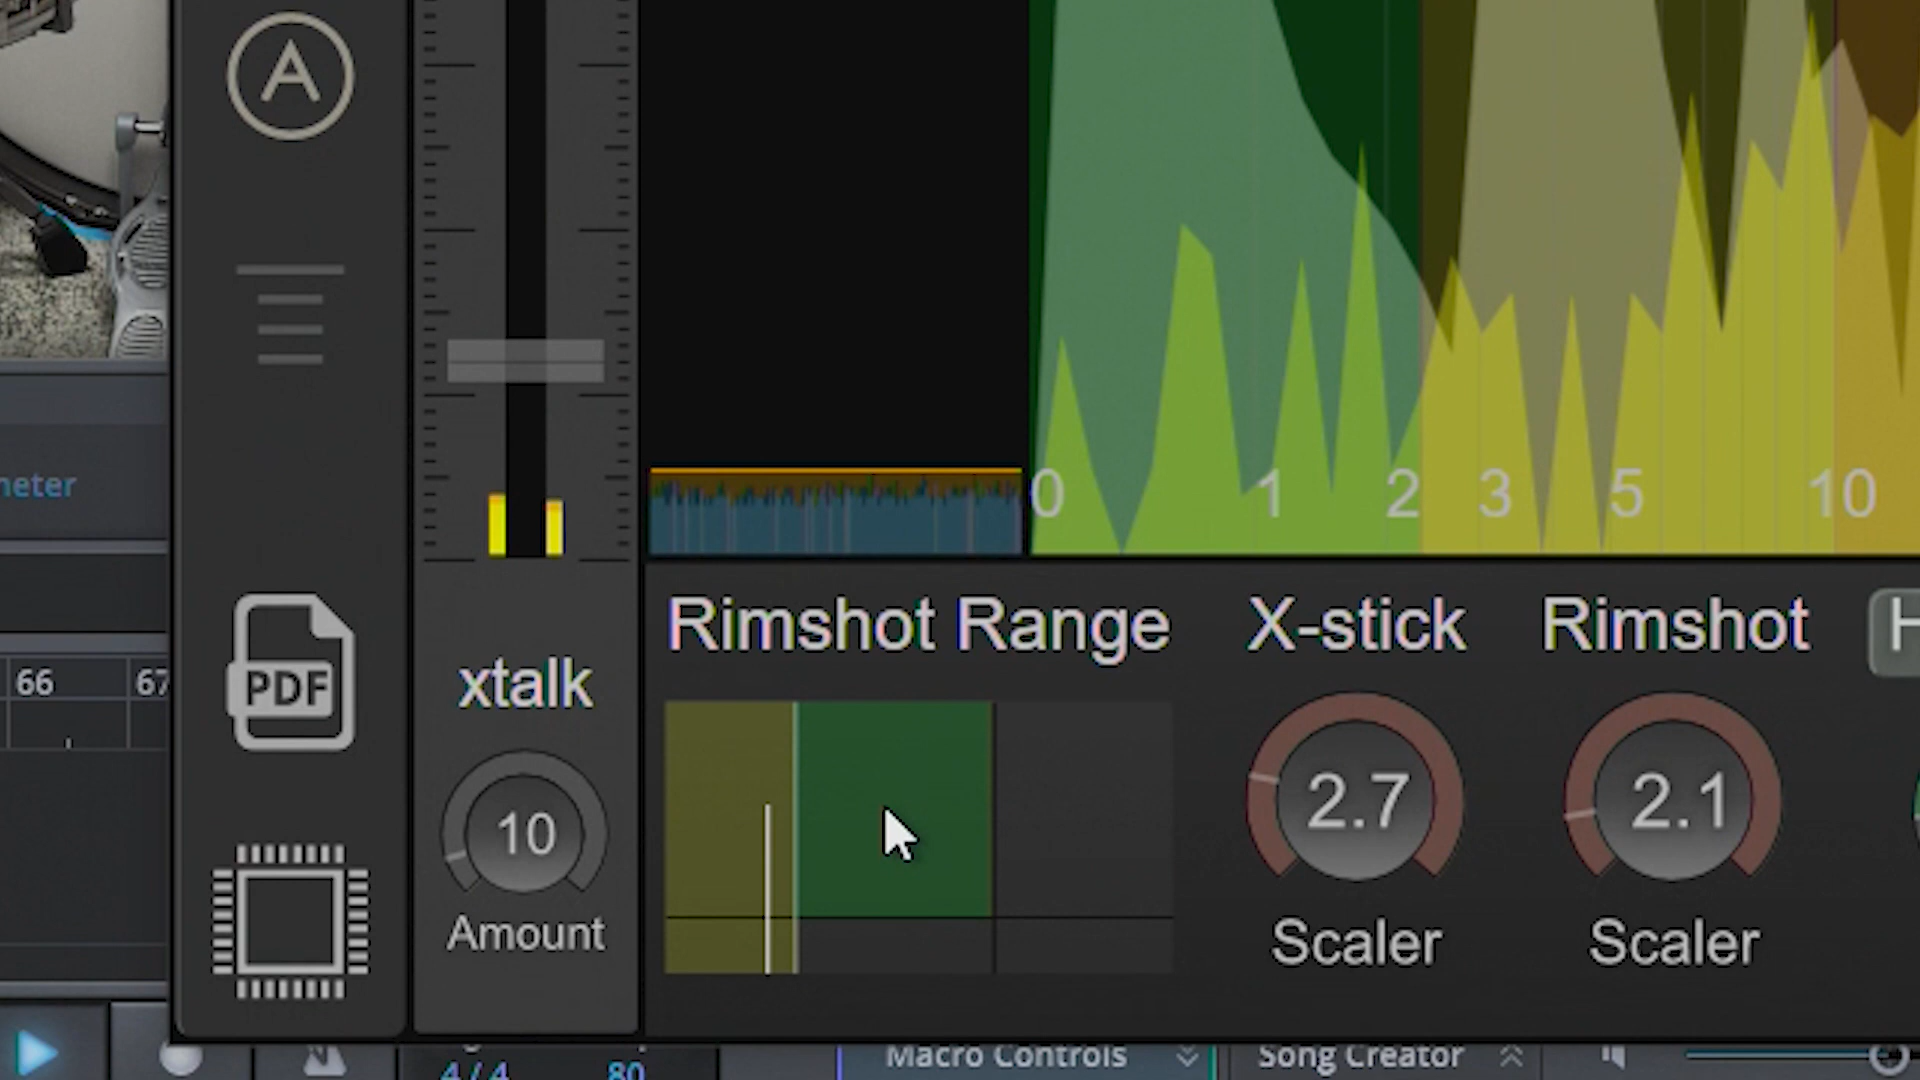 A
0 1 2 3 5 10
meter
Rimshot Range
X-stick
Rimshot
xtalk
66 67
PDF
10
2.7
2.1
Amount
Scaler
Scaler
4/4
80
Macro Controls
Song Creator